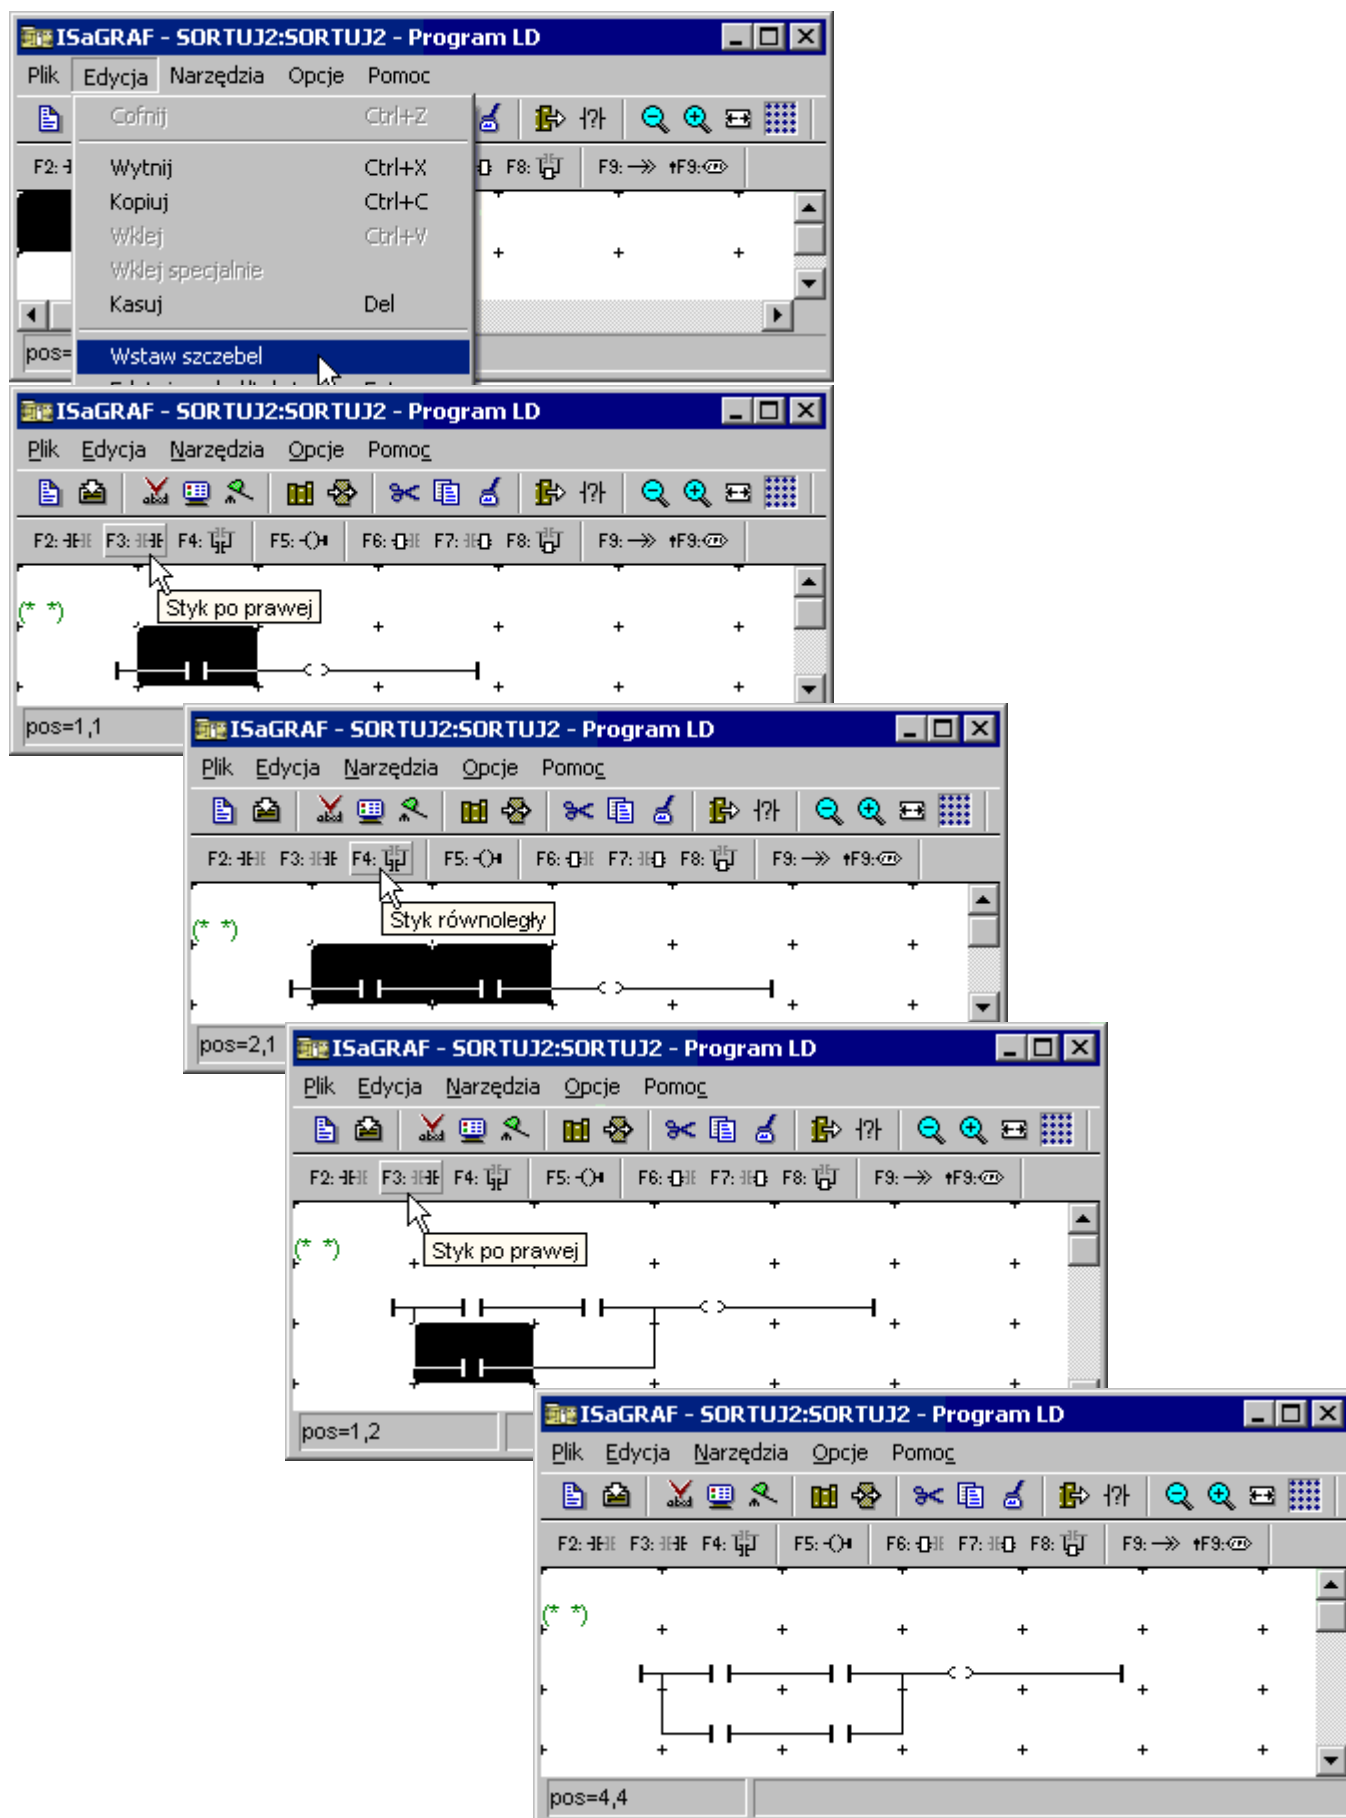 ISaGRAF - SORTUJ2:SORTUJ2 - Program LD
Plik Edycja Narzędzia Opcje Pomoc
Cofnij Ctrl+Z
F2: F8: F9: F9:
Wytnij Ctrl+X
Kopiuj Ctrl+C
Wklej Ctrl+V
Wklej specjalnie
Kasuj Del
pos=
Wstaw szczebel
ISaGRAF - SORTUJ2:SORTUJ2 - Program LD
Plik Edycja Narzędzia Opcje Pomoc
abcd
F2: F3: F4: F5: F6: F7: F8: F9: F9:
Styk po prawej
(* *)
pos=1,1
ISaGRAF - SORTUJ2:SORTUJ2 - Program LD
Plik Edycja Narzędzia Opcje Pomoc
abcd
F2: F3: F4: F5: F6: F7: F8: F9: F9:
Styk równoległy
(* *)
pos=2,1
ISaGRAF - SORTUJ2:SORTUJ2 - Program LD
Plik Edycja Narzędzia Opcje Pomoc
abcd
F2: F3: F4: F5: F6: F7: F8: F9: F9:
Styk po prawej
(* *)
pos=1,2
ISaGRAF - SORTUJ2:SORTUJ2 - Program LD
Plik Edycja Narzędzia Opcje Pomoc
abcd
F2: F3: F4: F5: F6: F7: F8: F9: F9:
(* *)
pos=4,4